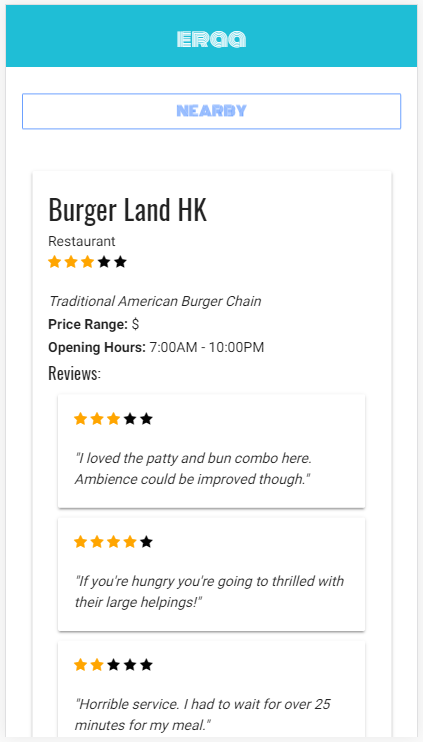 ERQQ
NEARBY
Burger Land HK
Restaurant
Traditional American Burger Chain
Price Range: $
Opening Hours: 7:00AM - 10:00PM
Reviews:
"I loved the patty and bun combo here.
Ambience could be improved though."
"If you're hungry you're going to thrilled with
their large helpings!"
"Horrible service. I had to wait for over 25
minutes for my meal."